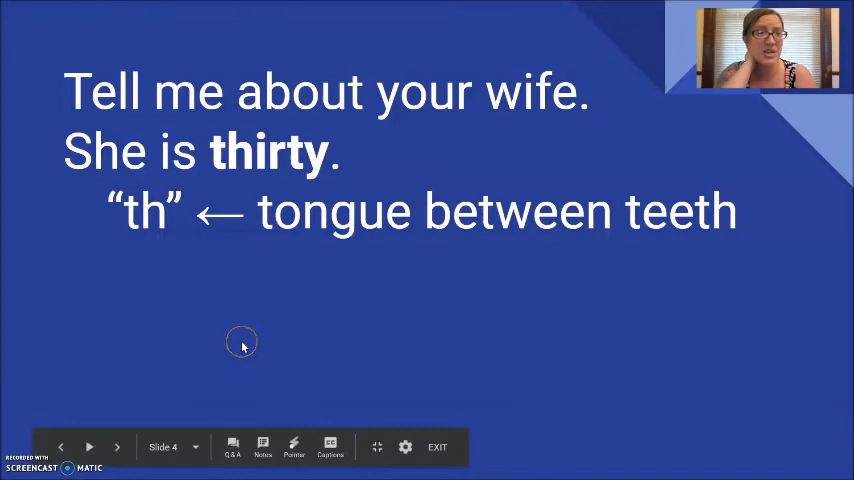 Tell me about your wife.
She is thirty.
“th” ← tongue between teeth
Slide 4
Q & A
Notes
Pointer
Captions
EXIT
RECORDED WITH
SCREENCAST MATIC